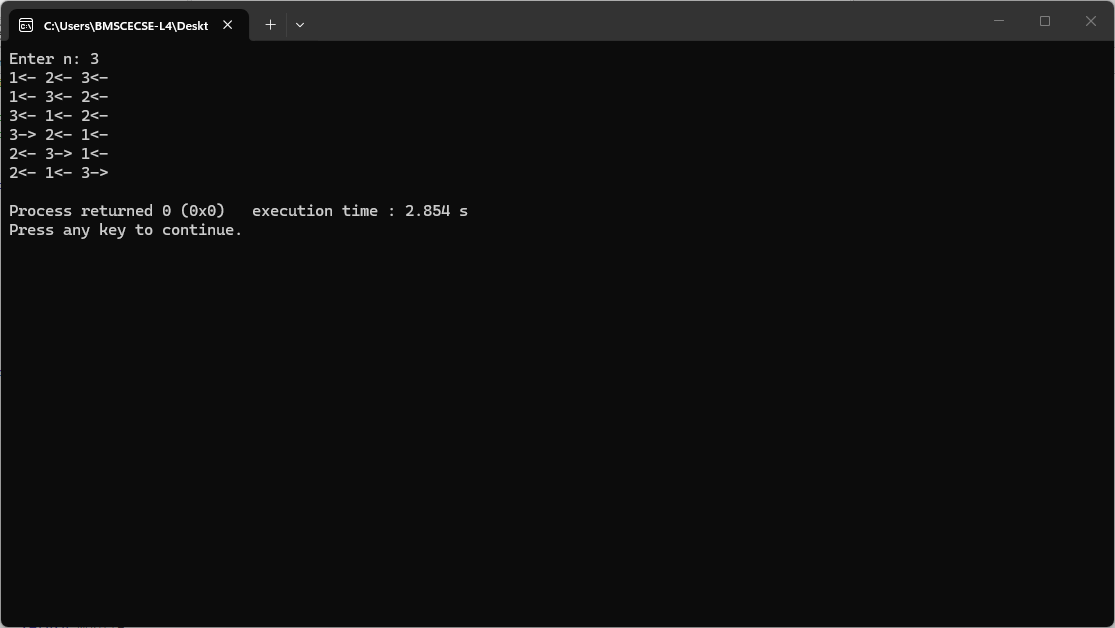 C:\Users\BMSCECSE-L4\Deskt
Enter n: 3
1<- 2<- 3<-
1<- 3<- 2<-
3<- 1<- 2<-
3-> 2<- 1<-
2<- 3-> 1<-
2<- 1<- 3->
Process returned 0 (0x0)   execution time : 2.854 s
Press any key to continue.